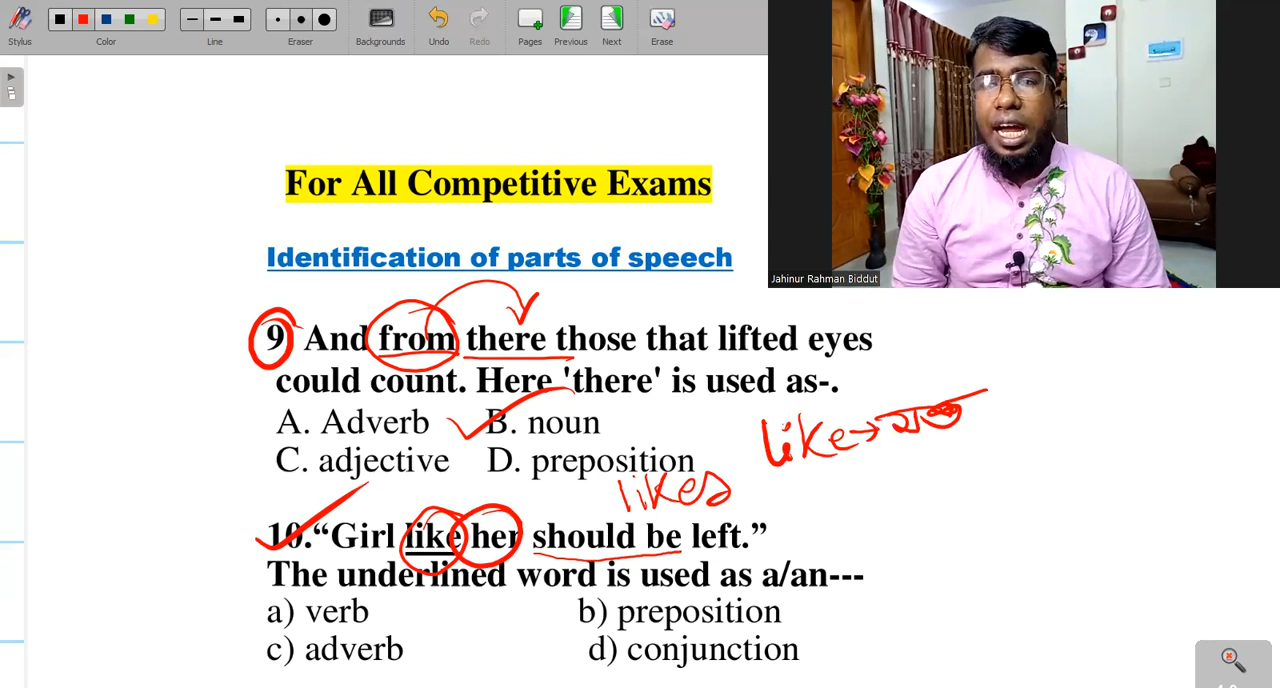 Stylus
Color
Line
Eraser
Backgrounds
Undo
Redo
Pages
Previous
Next
Erase
For All Competitive Exams
Identification of parts of speech
9 And from there those that lifted eyes
could count. Here 'there' is used as-.
A. Adverb B. noun
C. adjective D. preposition
like→
likes
10.“Girl like her should be left.”
The underlined word is used as a/an---
a) verb b) preposition
c) adverb d) conjunction
Jahinur Rahman Biddut